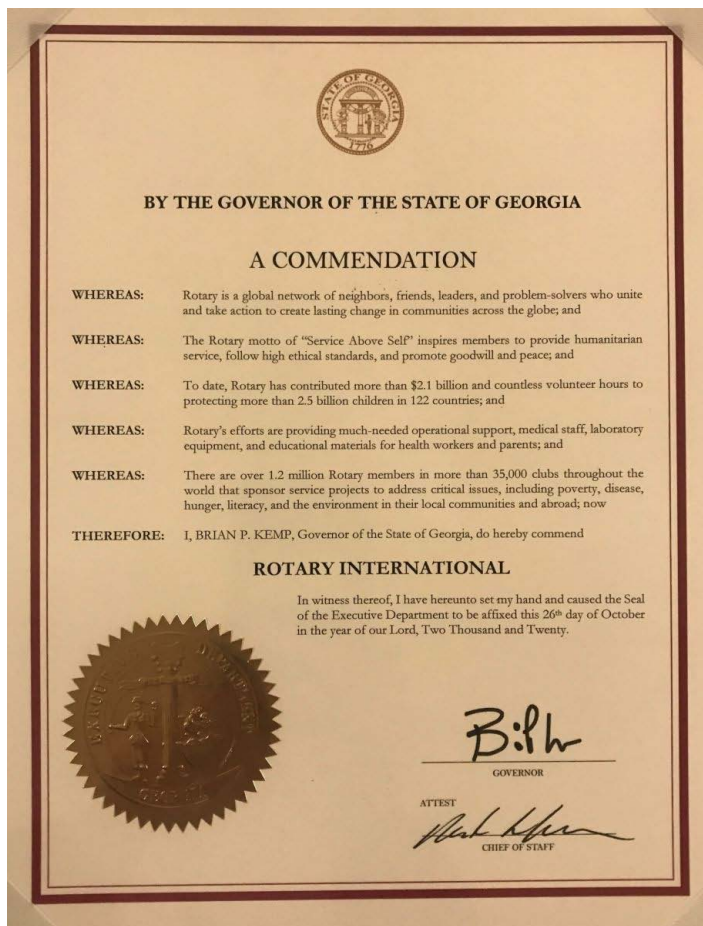 STATE OF GEORGIA
1776
BY THE GOVERNOR OF THE STATE OF GEORGIA
A COMMENDATION
WHEREAS: Rotary is a global network of neighbors, friends, leaders, and problem-solvers who unite
and take action to create lasting change in communities across the globe; and
WHEREAS: The Rotary motto of “Service Above Self” inspires members to provide humanitarian
service, follow high ethical standards, and promote goodwill and peace; and
WHEREAS: To date, Rotary has contributed more than $2.1 billion and countless volunteer hours to
protecting more than 2.5 billion children in 122 countries; and
WHEREAS: Rotary’s efforts are providing much-needed operational support, medical staff, laboratory
equipment, and educational materials for health workers and parents; and
WHEREAS: There are over 1.2 million Rotary members in more than 35,000 clubs throughout the
world that sponsor service projects to address critical issues, including poverty, disease,
hunger, literacy, and the environment in their local communities and abroad; now
THEREFORE: I, BRIAN P. KEMP, Governor of the State of Georgia, do hereby commend
ROTARY INTERNATIONAL
In witness thereof, I have hereunto set my hand and caused the Seal
of the Executive Department to be affixed this 26th day of October
in the year of our Lord, Two Thousand and Twenty.
EXECUTIVE DEPARTMENT
GEORGIA
GOVERNOR
ATTEST
CHIEF OF STAFF